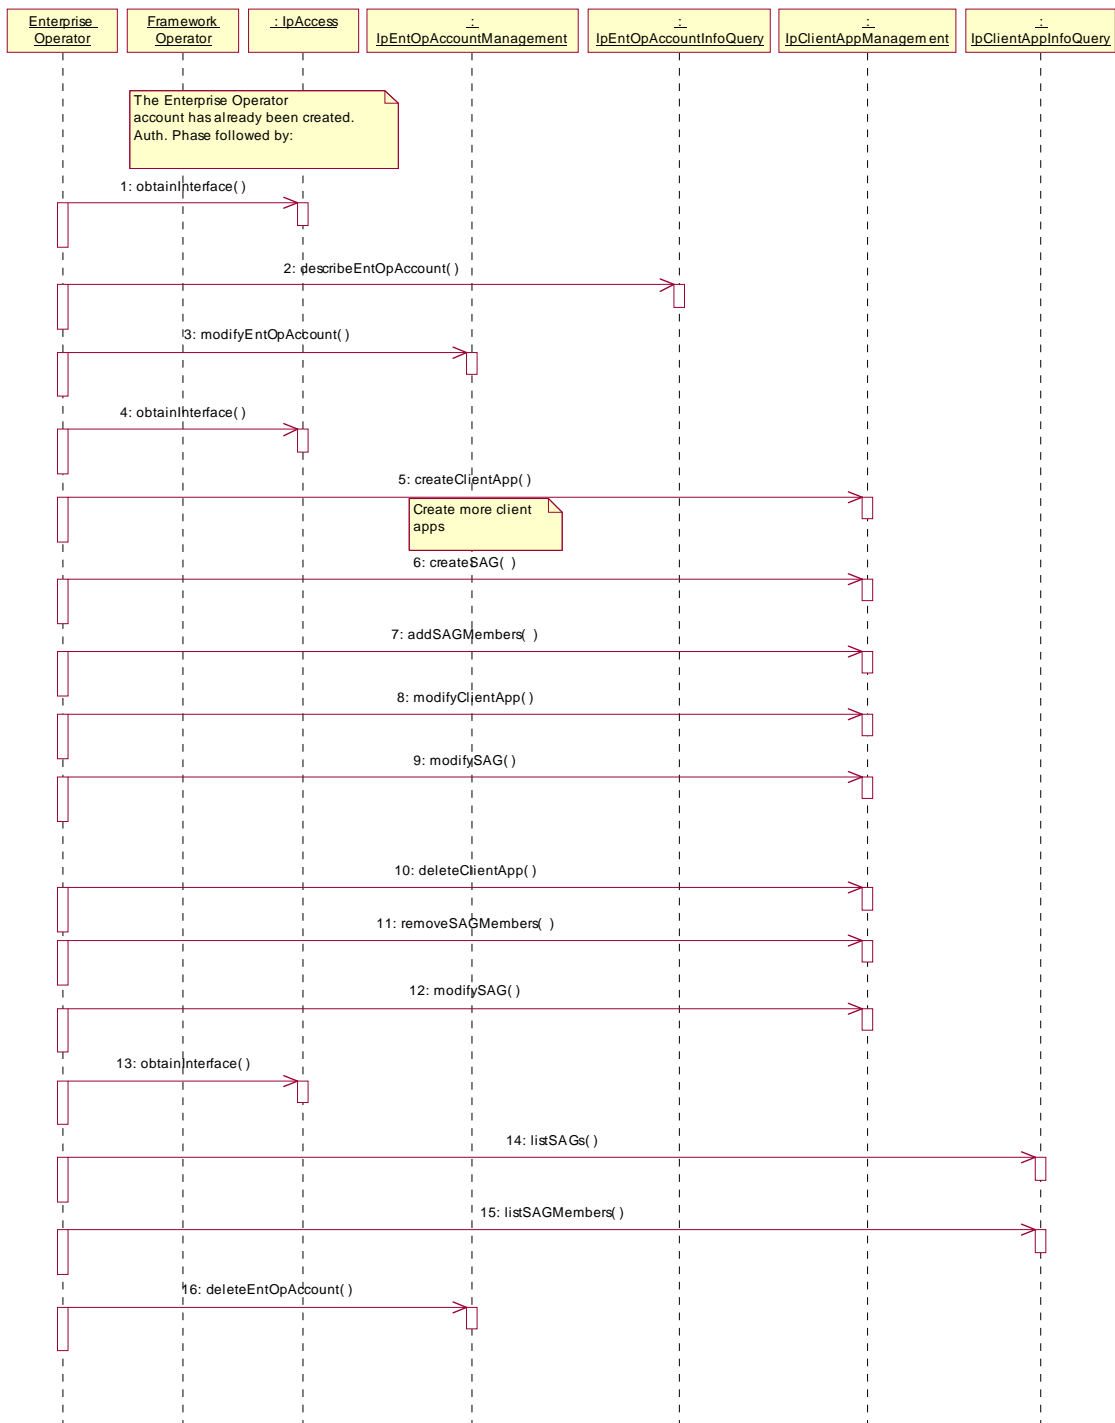 Enterprise
Operator
Framework
Operator
: IpAccess
:
IpEntOpAccountManagement
:
IpEntOpAccountInfoQuery
:
IpClientAppManagement
:
IpClientAppInfoQuery
The Enterprise Operator
account has already been created.
Auth. Phase followed by:
1: obtainInterface( )
2: describeEntOpAccount( )
3: modifyEntOpAccount( )
4: obtainInterface( )
5: createClientApp( )
Create more client
apps
6: createSAG( )
7: addSAGMembers( )
8: modifyClientApp( )
9: modifySAG( )
10: deleteClientApp( )
11: removeSAGMembers( )
12: modifySAG( )
13: obtainInterface( )
14: listSAGs( )
15: listSAGMembers( )
16: deleteEntOpAccount( )